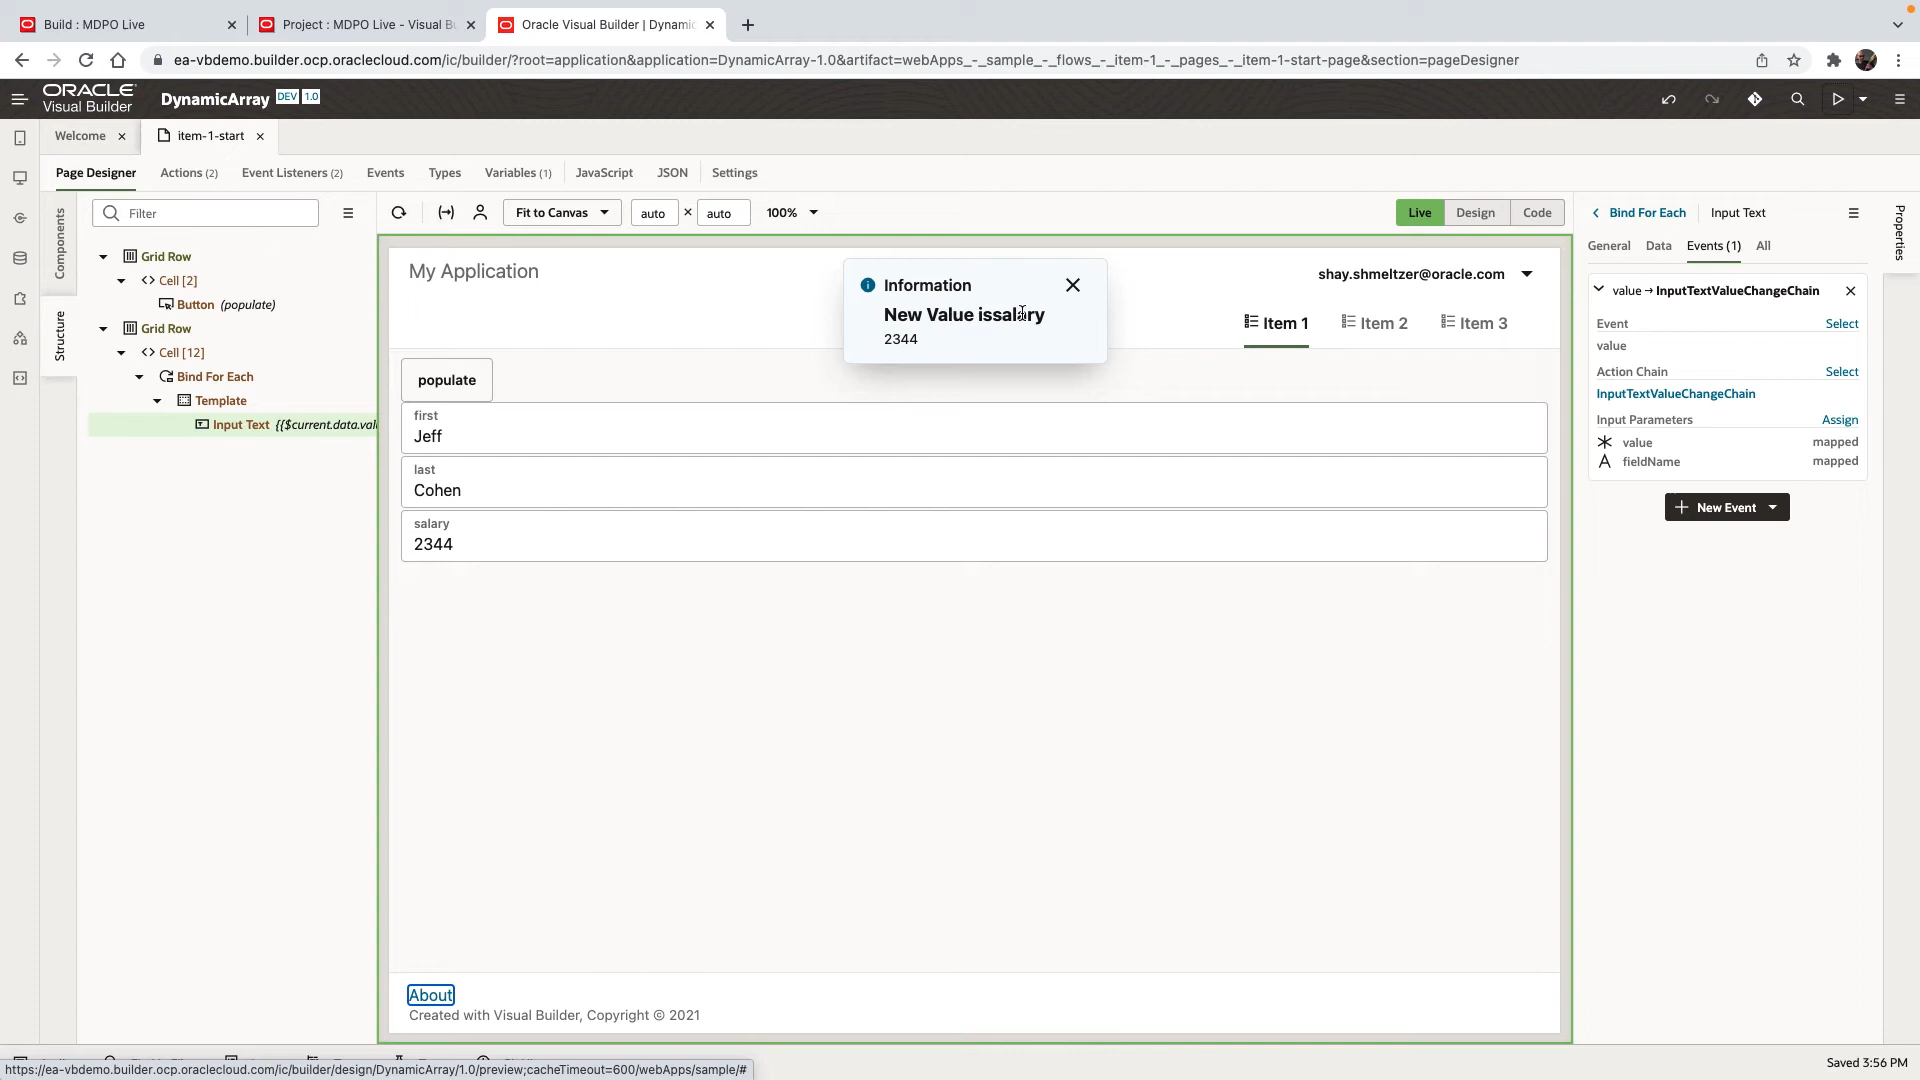 Build : MDPO Live
Project : MDPO Live - Visual Bu
Oracle Visual Builder | Dynamic
ea-vbdemo.builder.ocp.oraclecloud.com/ic/builder/?root=application&application=DynamicArray-1.0&artifact=webApps_-_sample_-_flows_-_item-1_-_pages_-_item-1-start-page&section=pageDesigner
ORACLE
Visual Builder
DynamicArray DEV 1.0
Welcome
item-1-start
Page Designer
Actions (2)
Event Listeners (2)
Events
Types
Variables (1)
JavaScript
JSON
Settings
Components
Structure
Filter
Fit to Canvas
auto × auto
100%
Live
Design
Code
Grid Row
Cell [2]
Button (populate)
Grid Row
Cell [12]
Bind For Each
Template
Input Text {{$current.data.val
My Application
shay.shmeltzer@oracle.com
Item 1
Item 2
Item 3
Information
New Value issalary
2344
populate
first
Jeff
last
Cohen
salary
2344
About
Created with Visual Builder, Copyright © 2021
Bind For Each
Input Text
Properties
General
Data
Events (1)
All
value → InputTextValueChangeChain
Event
Select
value
Action Chain
Select
InputTextValueChangeChain
Input Parameters
Assign
value
mapped
fieldName
mapped
New Event
https://ea-vbdemo.builder.ocp.oraclecloud.com/ic/builder/design/DynamicArray/1.0/preview;cacheTimeout=600/webApps/sample/#
Saved 3:56 PM